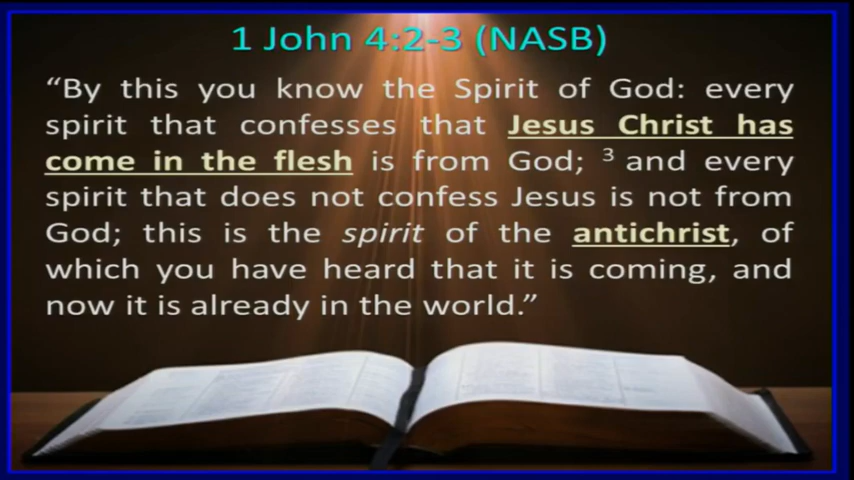 1 John 4:2-3 (NASB)
“By this you know the Spirit of God: every
spirit that confesses that Jesus Christ has
come in the flesh is from God; ³ and every
spirit that does not confess Jesus is not from
God; this is the spirit of the antichrist, of
which you have heard that it is coming, and
now it is already in the world.”